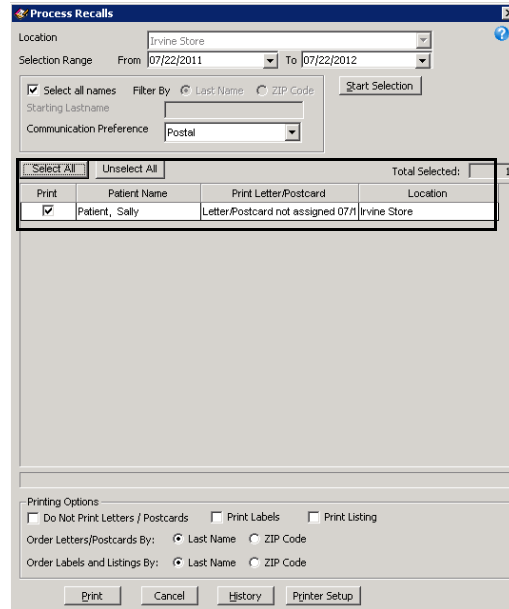 Process Recalls
Location Irvine Store
Selection Range From 07/22/2011 To 07/22/2012
Select all names Filter By Last Name ZIP Code Start Selection
Starting Lastname
Communication Preference Postal
Select All Unselect All Total Selected: 1
Print Patient Name Print Letter/Postcard Location
Patient, Sally Letter/Postcard not assigned 07/1 Irvine Store
Printing Options
Do Not Print Letters / Postcards Print Labels Print Listing
Order Letters/Postcards By: Last Name ZIP Code
Order Labels and Listings By: Last Name ZIP Code
Print Cancel History Printer Setup